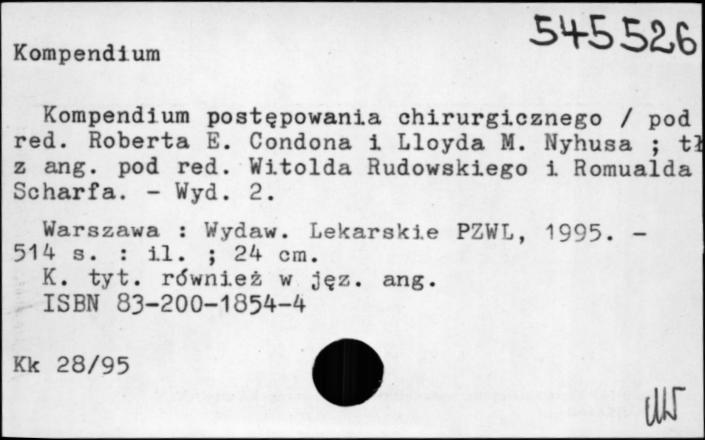 545526
Kompendium
Kompendium postępowania chirurgicznego / pod
red. Roberta E. Condona i Lloyda M. Nyhusa ; tł
z ang. pod red. Witolda Rudowskiego i Romualda
Scharfa. - Wyd. 2.
Warszawa : Wydaw. Lekarskie PZWL, 1995. -
514 s. : il. ; 24 cm.
K. tyt. również w jęz. ang.
ISBN 83-200-1854-4
Kk 28/95